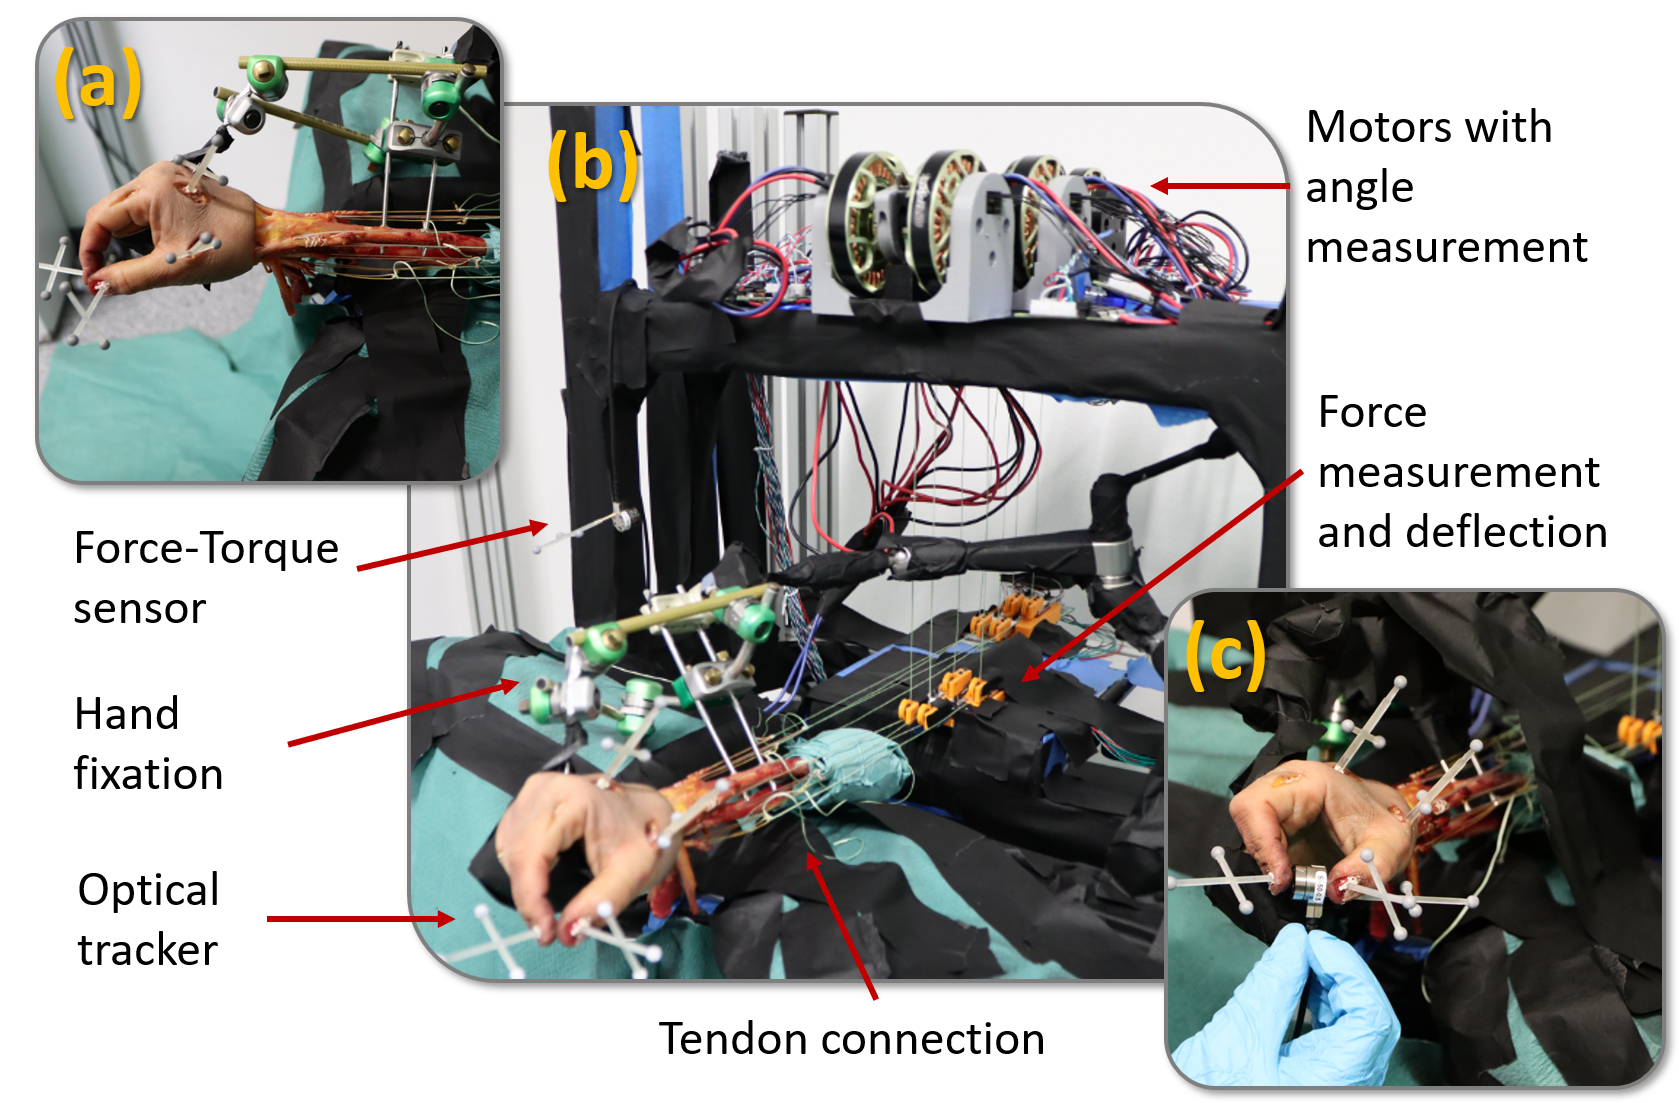 (a)
(b)
Motors with
angle
measurement
Force
measurement
and deflection
Force-Torque
sensor
Hand
fixation
Optical
tracker
Tendon connection
(c)